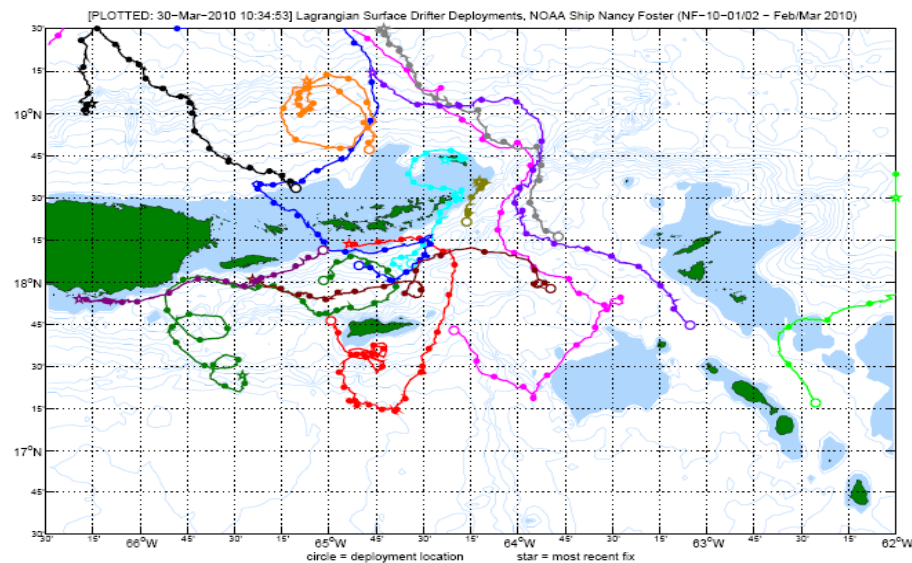 [PLOTTED: 30-Mar-2010 10:34:53] Lagrangian Surface Drifter Deployments, NOAA Ship Nancy Foster (NF-10-01/02 - Feb/Mar 2010)
30'
15'
19°N
45'
30'
15'
18°N
45'
30'
15'
17°N
45'
30'
30' 15' 66°W 45' 30' 15' 65°W 45' 30' 15' 64°W 45' 30' 15' 63°W 45' 30' 15' 62°W
circle = deployment location star = most recent fix